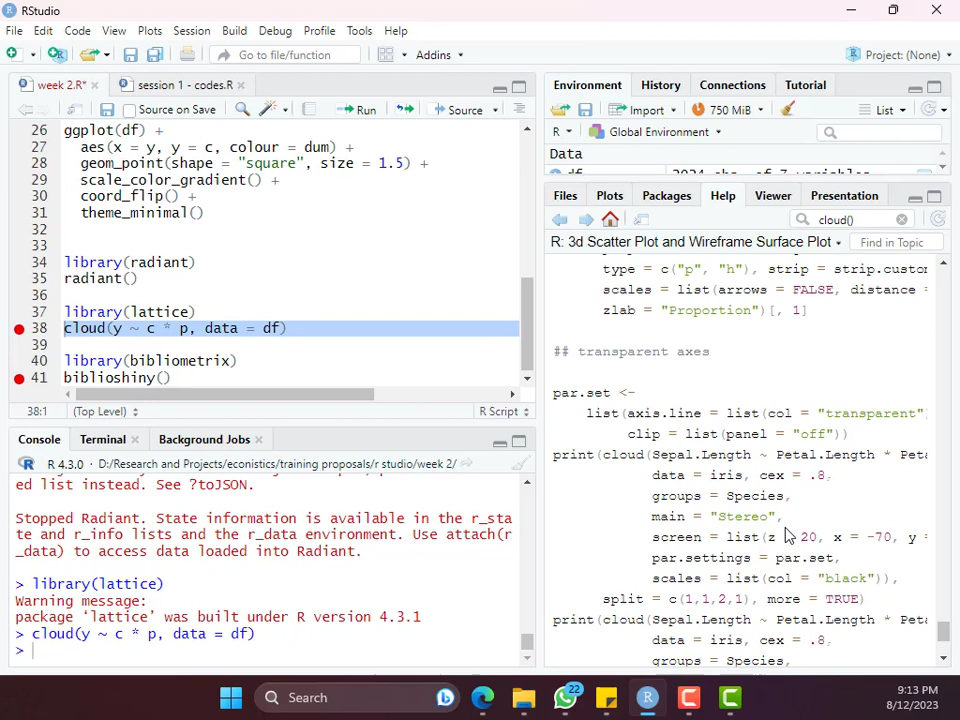 RStudio
File Edit Code View Plots Session Build Debug Profile Tools Help
Go to file/function Addins Project: (None)
week 2.R* session 1 - codes.R
Source on Save Run Source
26 ggplot(df) +
27 aes(x = y, y = c, colour = dum) +
28 geom_point(shape = "square", size = 1.5) +
29 scale_color_gradient() +
30 coord_flip() +
31 theme_minimal()
32
33
34 library(radiant)
35 radiant()
36
37 library(lattice)
38 cloud(y ~ c * p, data = df)
39
40 library(bibliometrix)
41 biblioshiny()
38:1 (Top Level) R Script
Console Terminal Background Jobs
R 4.3.0 · D:/Research and Projects/econistics/training proposals/r studio/week 2/
ed list instead. See ?toJSON.
Stopped Radiant. State information is available in the r_sta
te and r_info lists and the r_data environment. Use attach(r
_data) to access data loaded into Radiant.
> library(lattice)
Warning message:
package ‘lattice’ was built under R version 4.3.1
> cloud(y ~ c * p, data = df)
>
Environment History Connections Tutorial
Import 750 MiB List
R Global Environment
Data
Files Plots Packages Help Viewer Presentation
cloud()
R: 3d Scatter Plot and Wireframe Surface Plot Find in Topic
type = c("p", "h"), strip = strip.custom
scales = list(arrows = FALSE, distance =
zlab = "Proportion")[, 1]
## transparent axes
par.set <-
list(axis.line = list(col = "transparent")
clip = list(panel = "off"))
print(cloud(Sepal.Length ~ Petal.Length * Peta
data = iris, cex = .8,
groups = Species,
main = "Stereo",
screen = list(z 20, x = -70, y =
par.settings = par.set,
scales = list(col = "black")),
split = c(1,1,2,1), more = TRUE)
print(cloud(Sepal.Length ~ Petal.Length * Peta
data = iris, cex = .8,
groups = Species,
Search
22
9:13 PM
8/12/2023